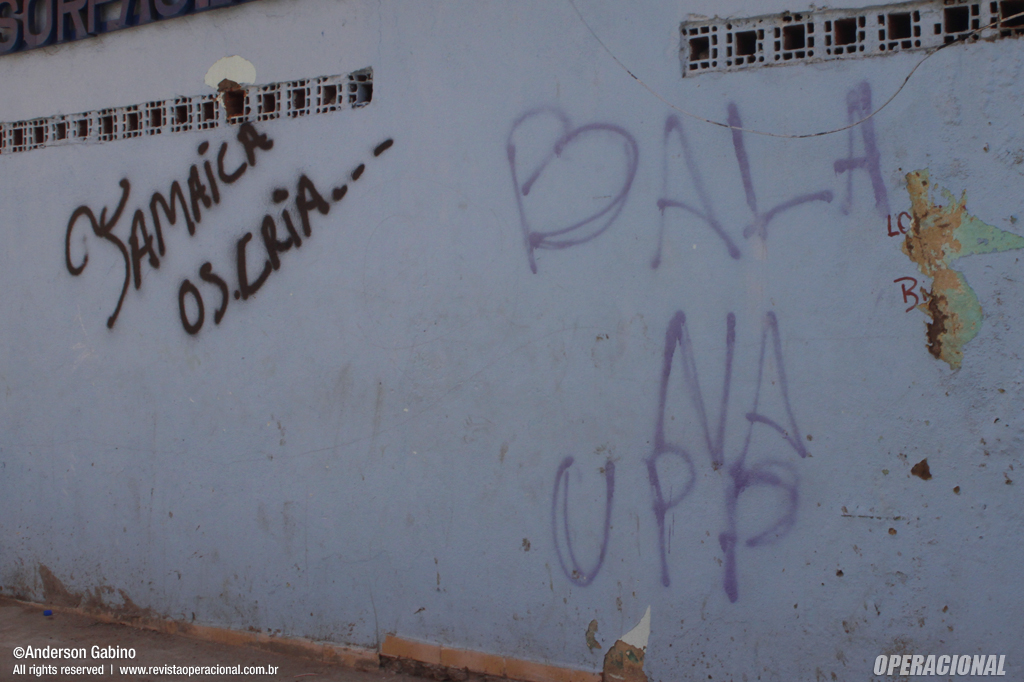 JAMAICA
OS.CRIA...-
BALA
NA
UPP
©Anderson Gabino
All rights reserved | www.revistaoperacional.com.br
OPERACIONAL